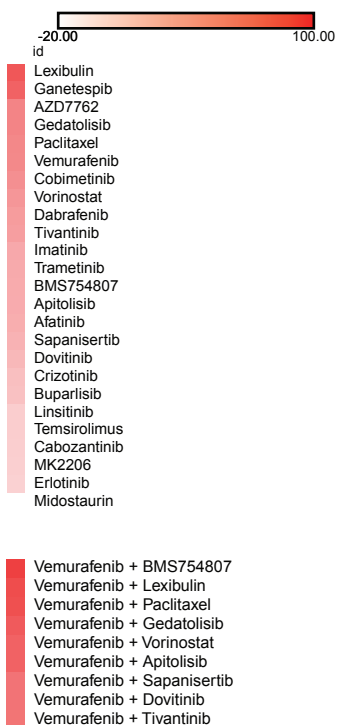 -20.00 100.00
id
Lexibulin
Ganetespib
AZD7762
Gedatolisib
Paclitaxel
Vemurafenib
Cobimetinib
Vorinostat
Dabrafenib
Tivantinib
Imatinib
Trametinib
BMS754807
Apitolisib
Afatinib
Sapanisertib
Dovitinib
Crizotinib
Buparlisib
Linsitinib
Temsirolimus
Cabozantinib
MK2206
Erlotinib
Midostaurin
Vemurafenib + BMS754807
Vemurafenib + Lexibulin
Vemurafenib + Paclitaxel
Vemurafenib + Gedatolisib
Vemurafenib + Vorinostat
Vemurafenib + Apitolisib
Vemurafenib + Sapanisertib
Vemurafenib + Dovitinib
Vemurafenib + Tivantinib